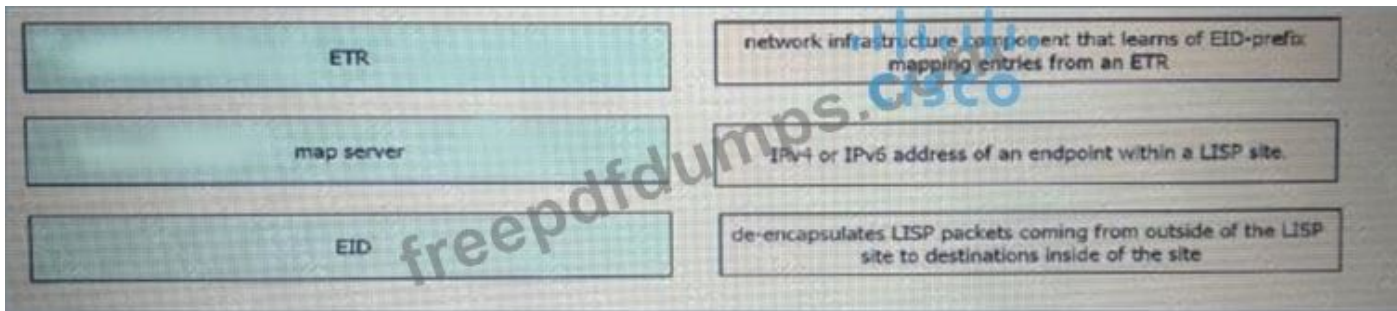 ETR
network infrastructure component that learns of EID-prefix
mapping entries from an ETR
cisco
map server
IPv4 or IPv6 address of an endpoint within a LISP site.
EID
de-encapsulates LISP packets coming from outside of the LISP
site to destinations inside of the site
freepdfdumps.com